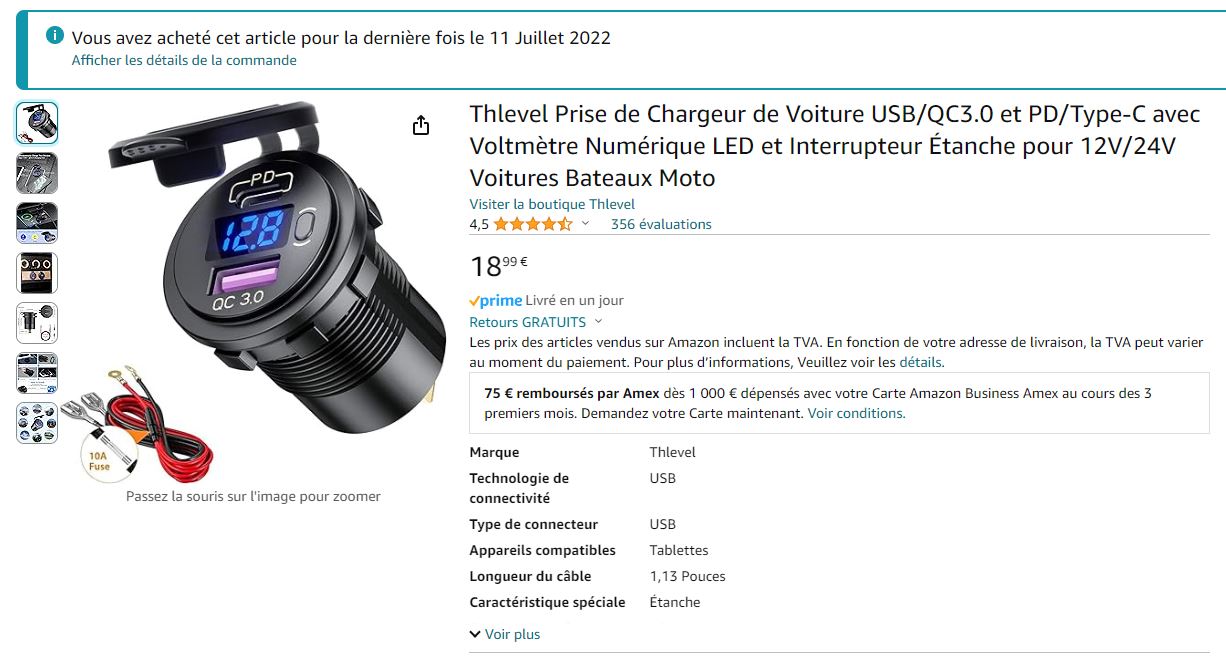 Vous avez acheté cet article pour la dernière fois le 11 Juillet 2022
Afficher les détails de la commande
PD
12.8
QC 3.0
10A
Fuse
Passez la souris sur l'image pour zoomer
Thlevel Prise de Chargeur de Voiture USB/QC3.0 et PD/Type-C avec
Voltmètre Numérique LED et Interrupteur Étanche pour 12V/24V
Voitures Bateaux Moto
Visiter la boutique Thlevel
4,5 356 évaluations
18,99 €
prime Livré en un jour
Retours GRATUITS
Les prix des articles vendus sur Amazon incluent la TVA. En fonction de votre adresse de livraison, la TVA peut varier
au moment du paiement. Pour plus d’informations, Veuillez voir les détails.
75 € remboursés par Amex dès 1 000 € dépensés avec votre Carte Amazon Business Amex au cours des 3
premiers mois. Demandez votre Carte maintenant. Voir conditions.
Marque Thlevel
Technologie de USB
connectivité
Type de connecteur USB
Appareils compatibles Tablettes
Longueur du câble 1,13 Pouces
Caractéristique spéciale Étanche
Voir plus